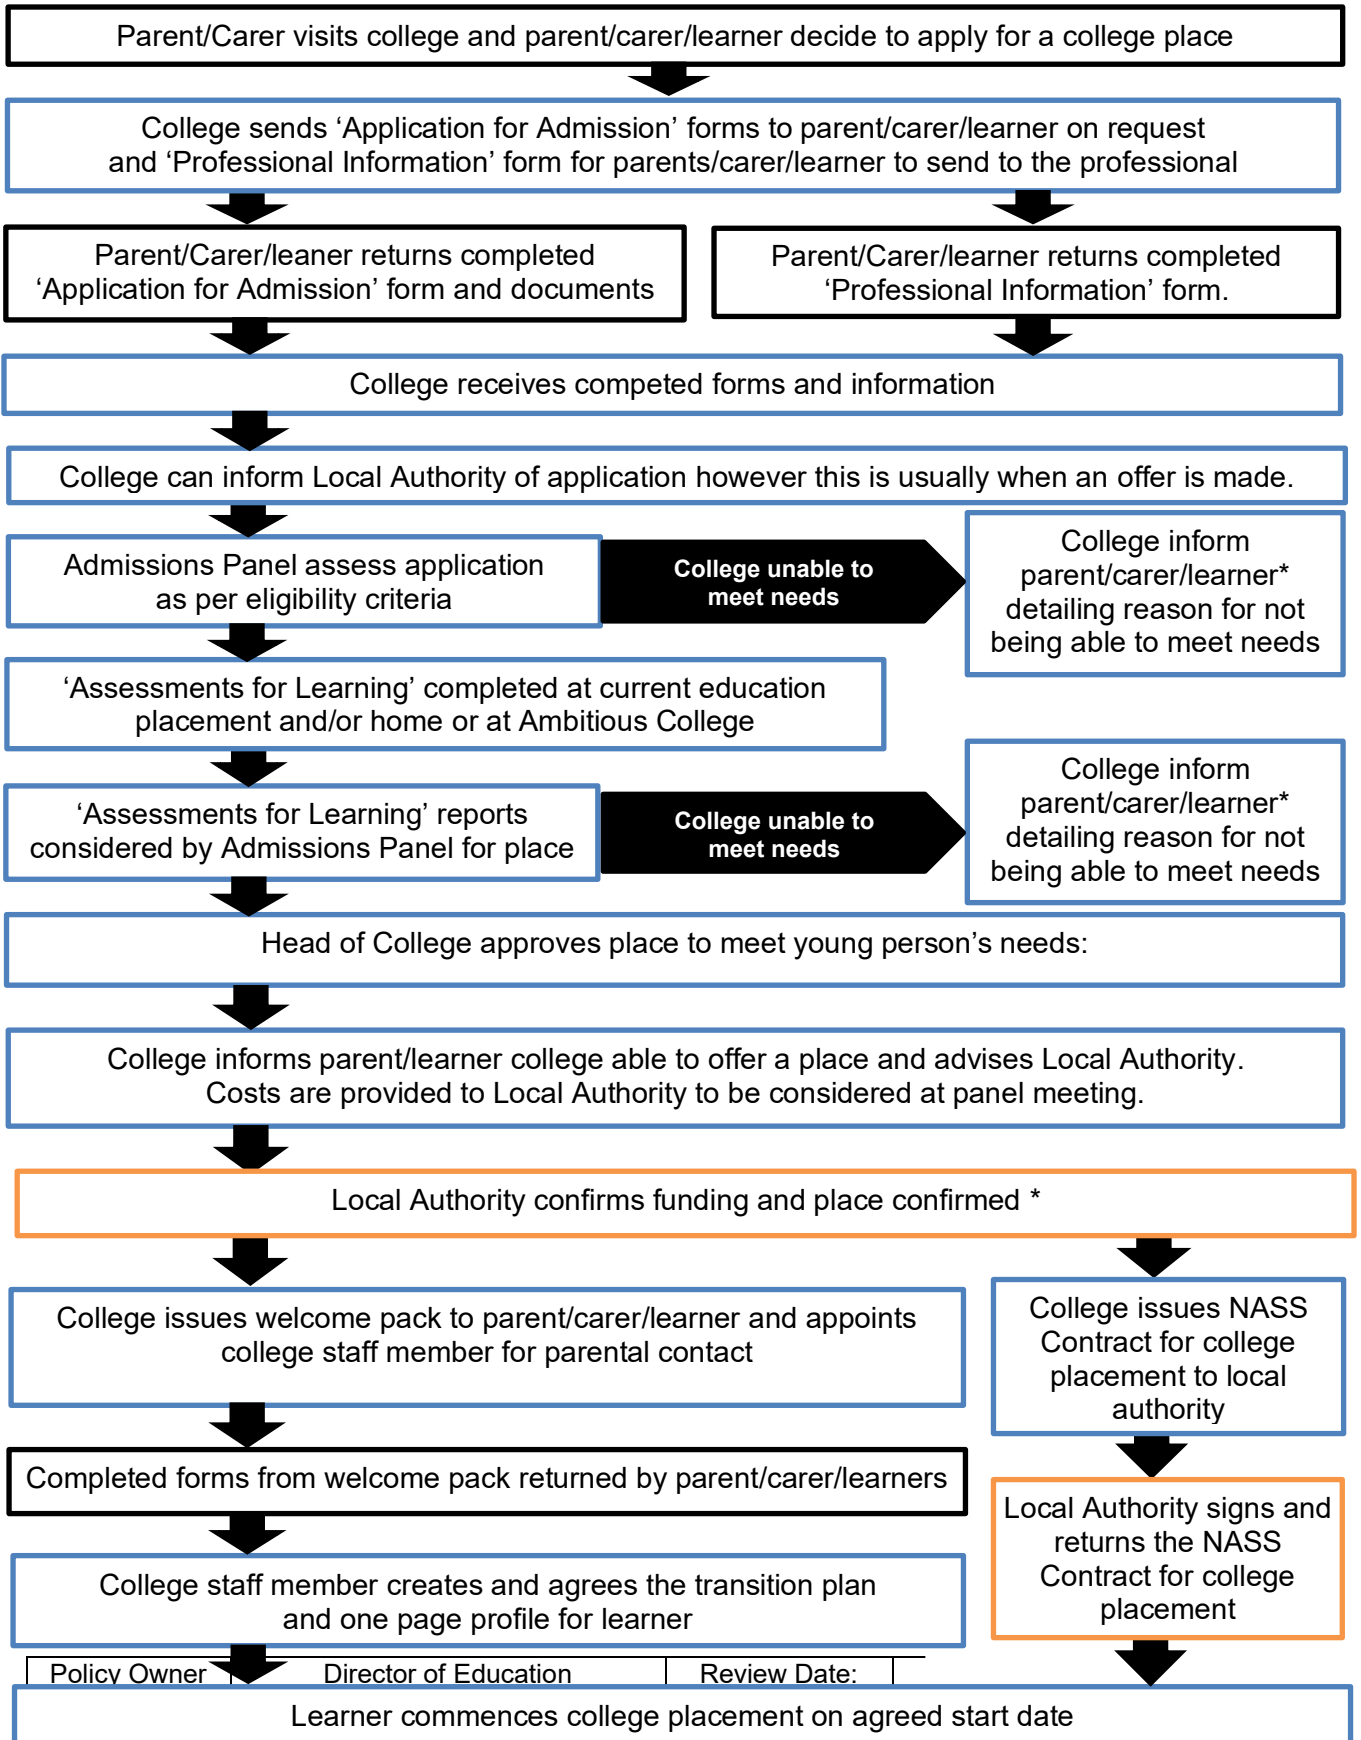 Parent/Carer visits college and parent/carer/learner decide to apply for a college place
College sends ‘Application for Admission’ forms to parent/carer/learner on request
and ‘Professional Information’ form for parents/carer/learner to send to the professional
Parent/Carer/leaner returns completed
‘Application for Admission’ form and documents
Parent/Carer/learner returns completed
‘Professional Information’ form.
College receives competed forms and information
College can inform Local Authority of application however this is usually when an offer is made.
Admissions Panel assess application
as per eligibility criteria
College unable to
meet needs
College inform
parent/carer/learner*
detailing reason for not
being able to meet needs
‘Assessments for Learning’ completed at current education
placement and/or home or at Ambitious College
‘Assessments for Learning’ reports
considered by Admissions Panel for place
College unable to
meet needs
College inform
parent/carer/learner*
detailing reason for not
being able to meet needs
Head of College approves place to meet young person’s needs:
College informs parent/learner college able to offer a place and advises Local Authority.
Costs are provided to Local Authority to be considered at panel meeting.
Local Authority confirms funding and place confirmed *
College issues welcome pack to parent/carer/learner and appoints
college staff member for parental contact
College issues NASS
Contract for college
placement to local
authority
Completed forms from welcome pack returned by parent/carer/learners
Local Authority signs and
returns the NASS
Contract for college
placement
College staff member creates and agrees the transition plan
and one page profile for learner
Policy Owner Director of Education Review Date:
Learner commences college placement on agreed start date